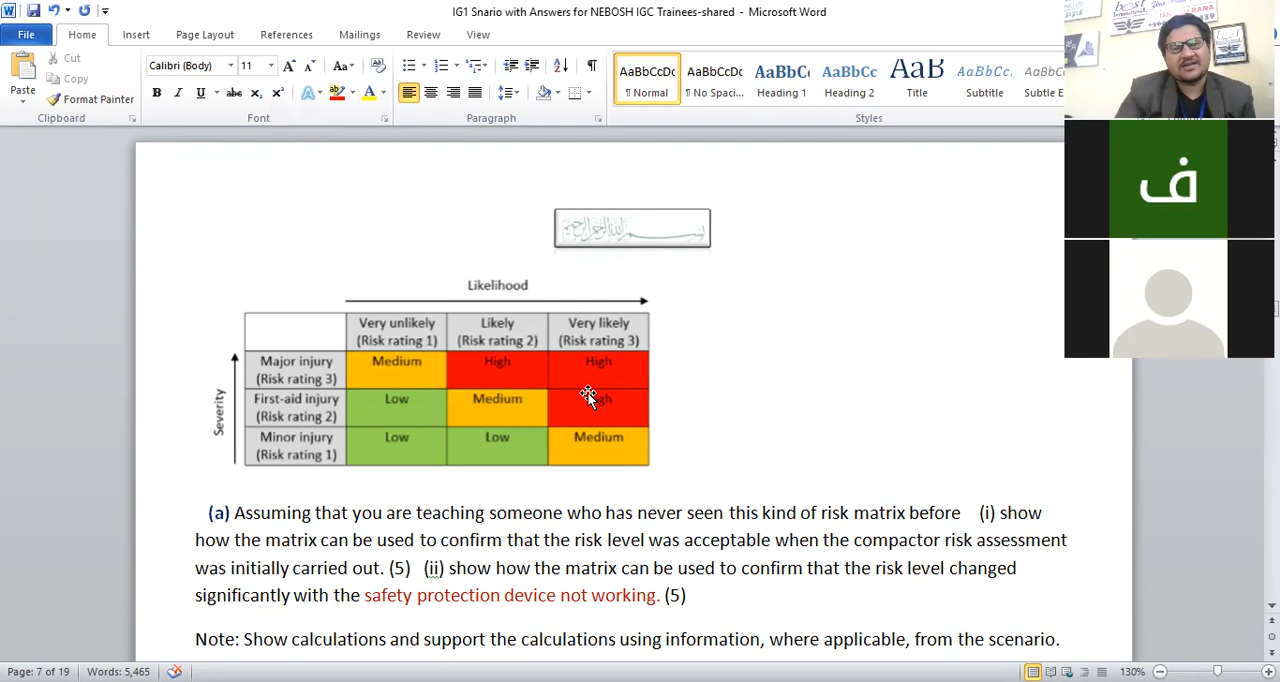 IG1 Snario with Answers for NEBOSH IGC Trainees-shared - Microsoft Word
File Home Insert Page Layout References Mailings Review View
Paste
Cut
Copy
Format Painter
Clipboard
Calibri (Body) 11
Font
Paragraph
AaBbCcDc AaBbCcDc AaBbC AaBbCc AaB AaBbCc. AaBbCcD
¶ Normal ¶ No Spaci... Heading 1 Heading 2 Title Subtitle Subtle E
Styles
ف
بسم الله الرحمن الرحيم
Likelihood
Very unlikely (Risk rating 1)
Likely (Risk rating 2)
Very likely (Risk rating 3)
Severity
Major injury (Risk rating 3) Medium High High
First-aid injury (Risk rating 2) Low Medium High
Minor injury (Risk rating 1) Low Low Medium
(a) Assuming that you are teaching someone who has never seen this kind of risk matrix before (i) show
how the matrix can be used to confirm that the risk level was acceptable when the compactor risk assessment
was initially carried out. (5) (ii) show how the matrix can be used to confirm that the risk level changed
significantly with the safety protection device not working. (5)
Note: Show calculations and support the calculations using information, where applicable, from the scenario.
Page: 7 of 19 Words: 5,465 130%